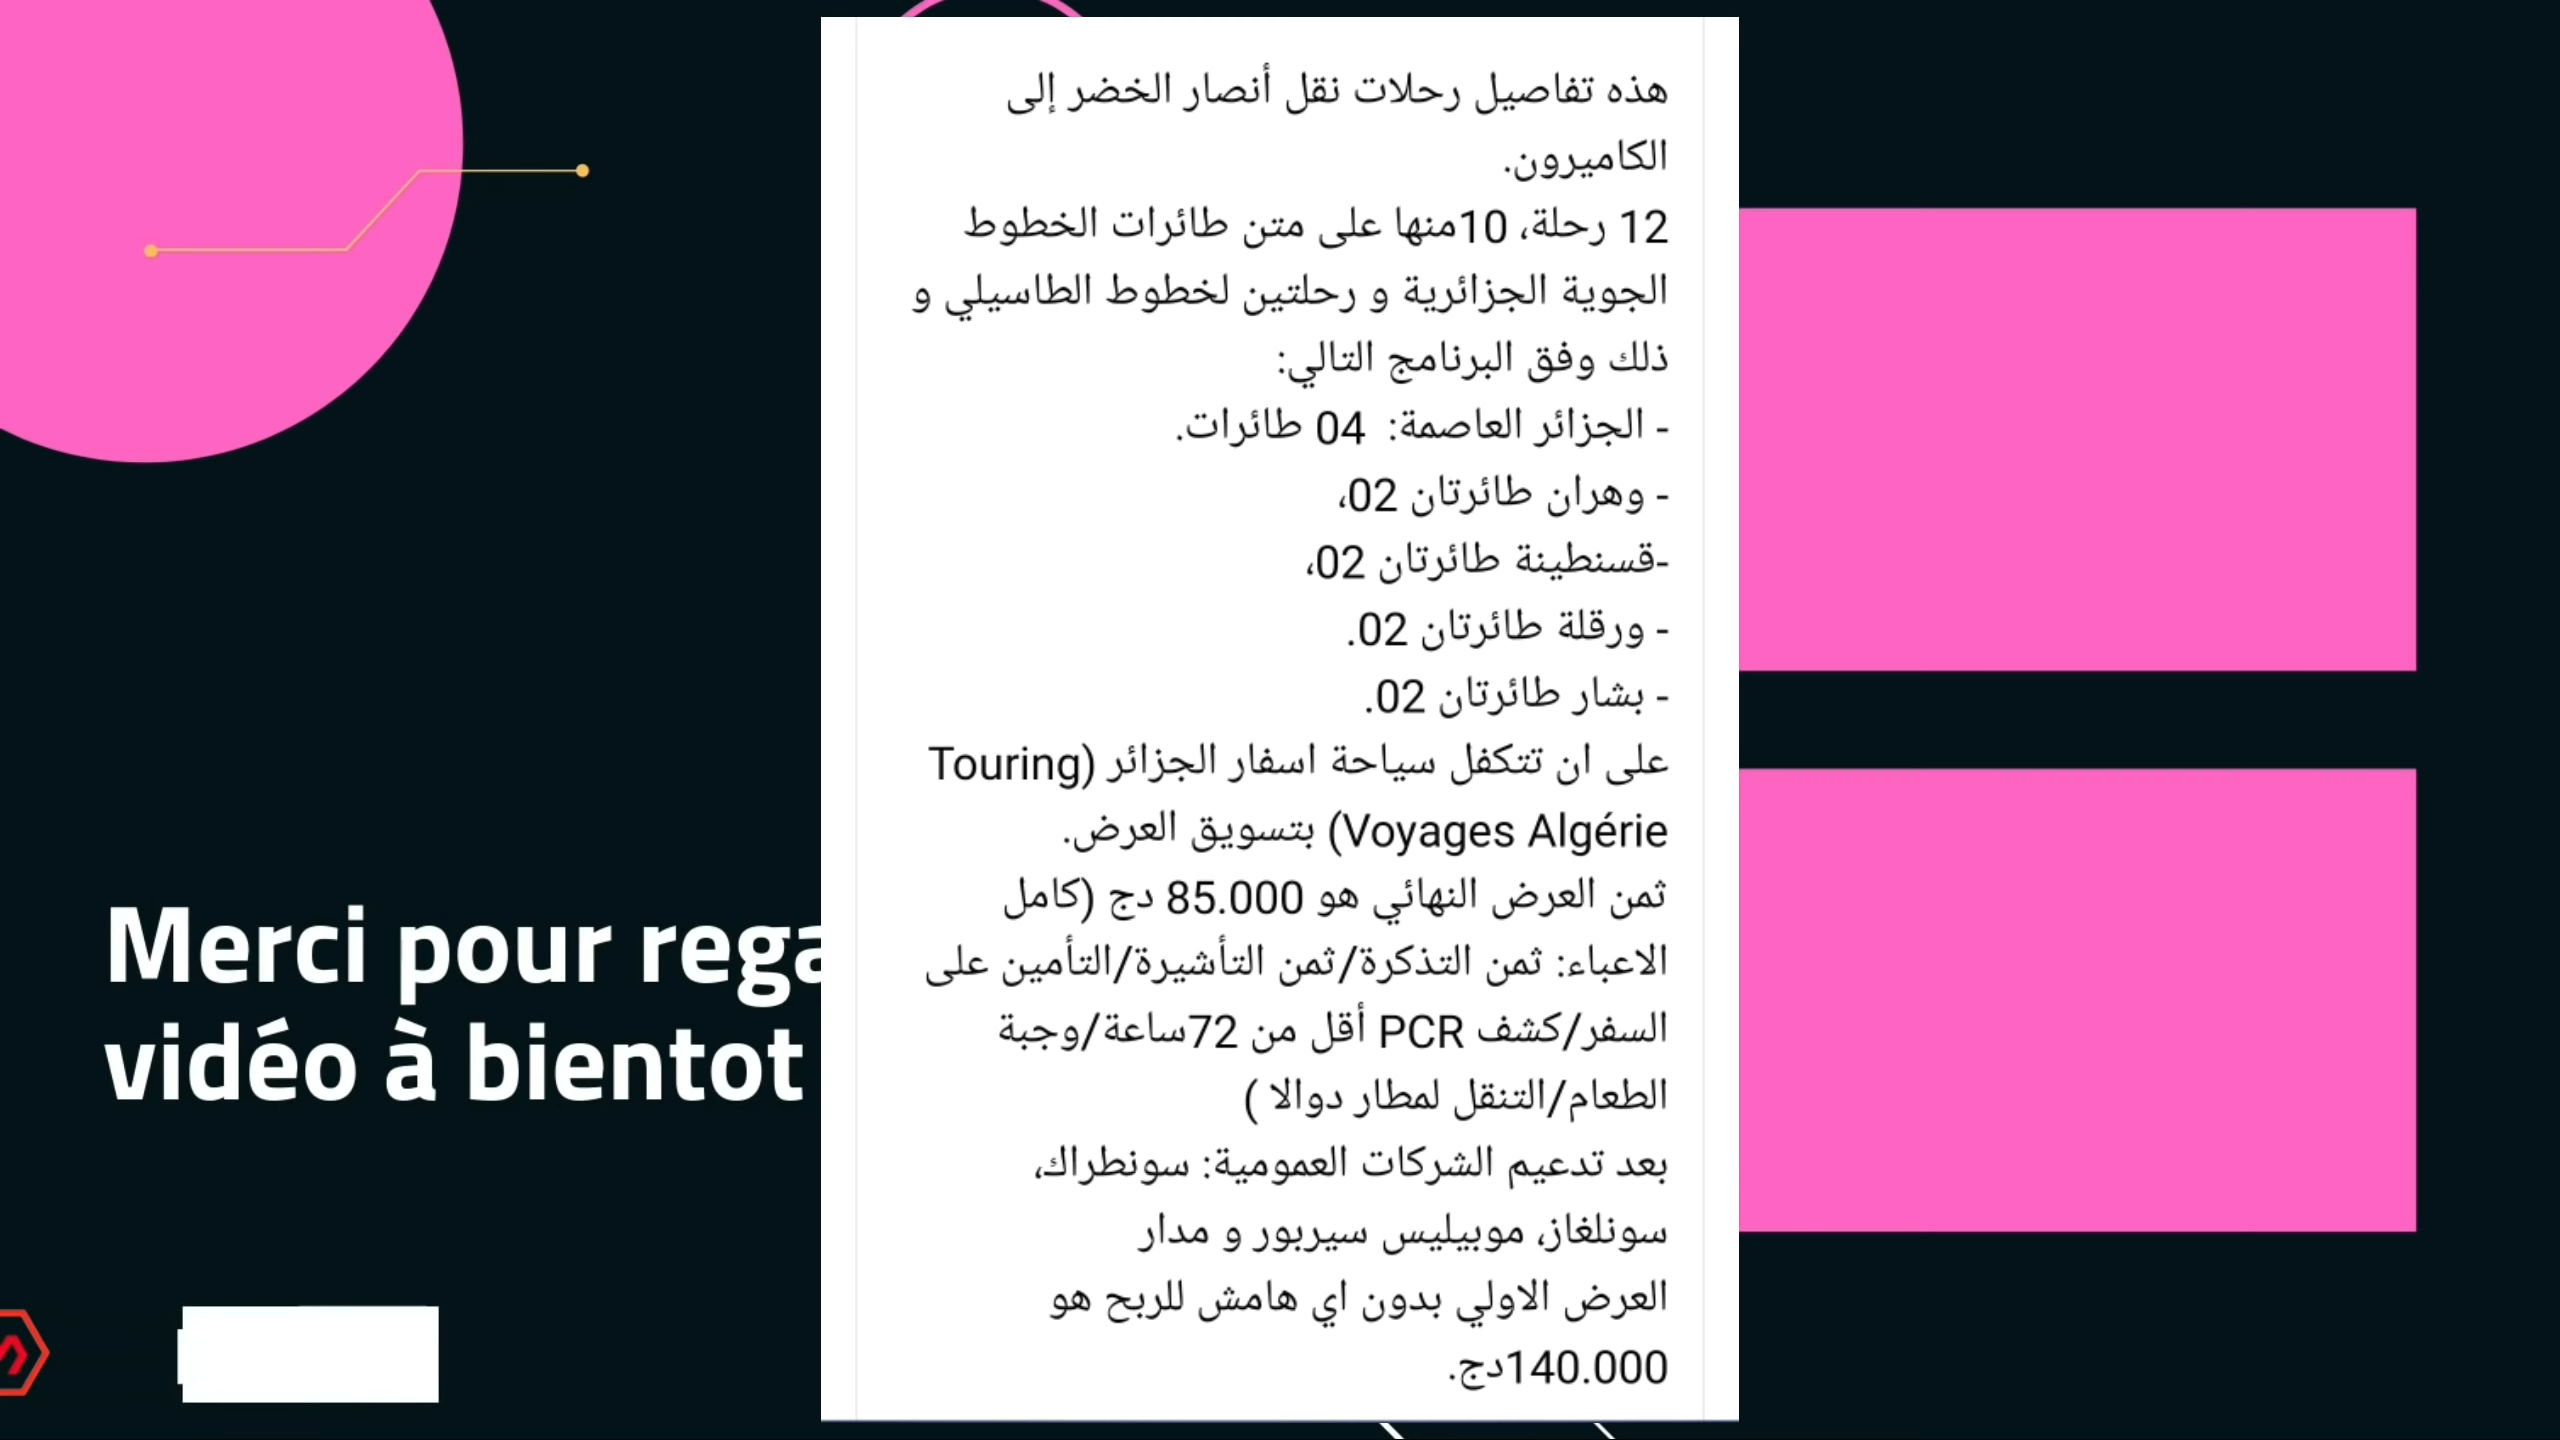 هذه تفاصيل رحلات نقل أنصار الخضر إلى
الكاميرون.
12 رحلة، 10منها على متن طائرات الخطوط
الجوية الجزائرية و رحلتين لخطوط الطاسيلي و
ذلك وفق البرنامج التالي:
- الجزائر العاصمة: 04 طائرات.
- وهران طائرتان 02،
-قسنطينة طائرتان 02،
- ورقلة طائرتان 02.
- بشار طائرتان 02.
على ان تتكفل سياحة اسفار الجزائر (Touring
Voyages Algérie) بتسويق العرض.
ثمن العرض النهائي هو 85.000 دج (كامل
الاعباء: ثمن التذكرة/ثمن التأشيرة/التأمين على
السفر/كشف PCR أقل من 72ساعة/وجبة
الطعام/التنقل لمطار دوالا )
بعد تدعيم الشركات العمومية: سونطراك،
سونلغاز، موبيليس سيربور و مدار
العرض الاولي بدون اي هامش للربح هو
140.000دج.
Merci pour rega
vidéo à bientot